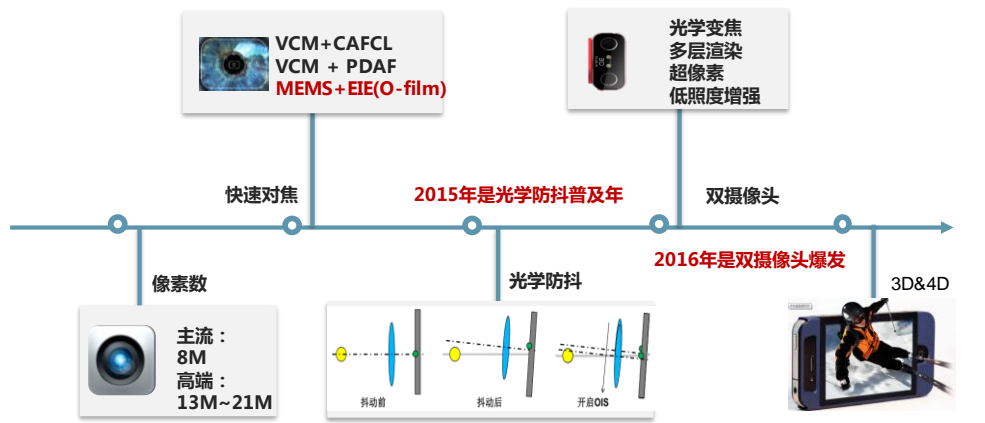 VCM+CAFCL
VCM + PDAF
MEMS+EIE(O-film)
光学变焦
多层渲染
超像素
低照度增强
快速对焦
2015年是光学防抖普及年
双摄像头
像素数
光学防抖
2016年是双摄像头爆发
3D&4D
主流：
8M
高端：
13M~21M
抖动前
抖动后
开启OIS